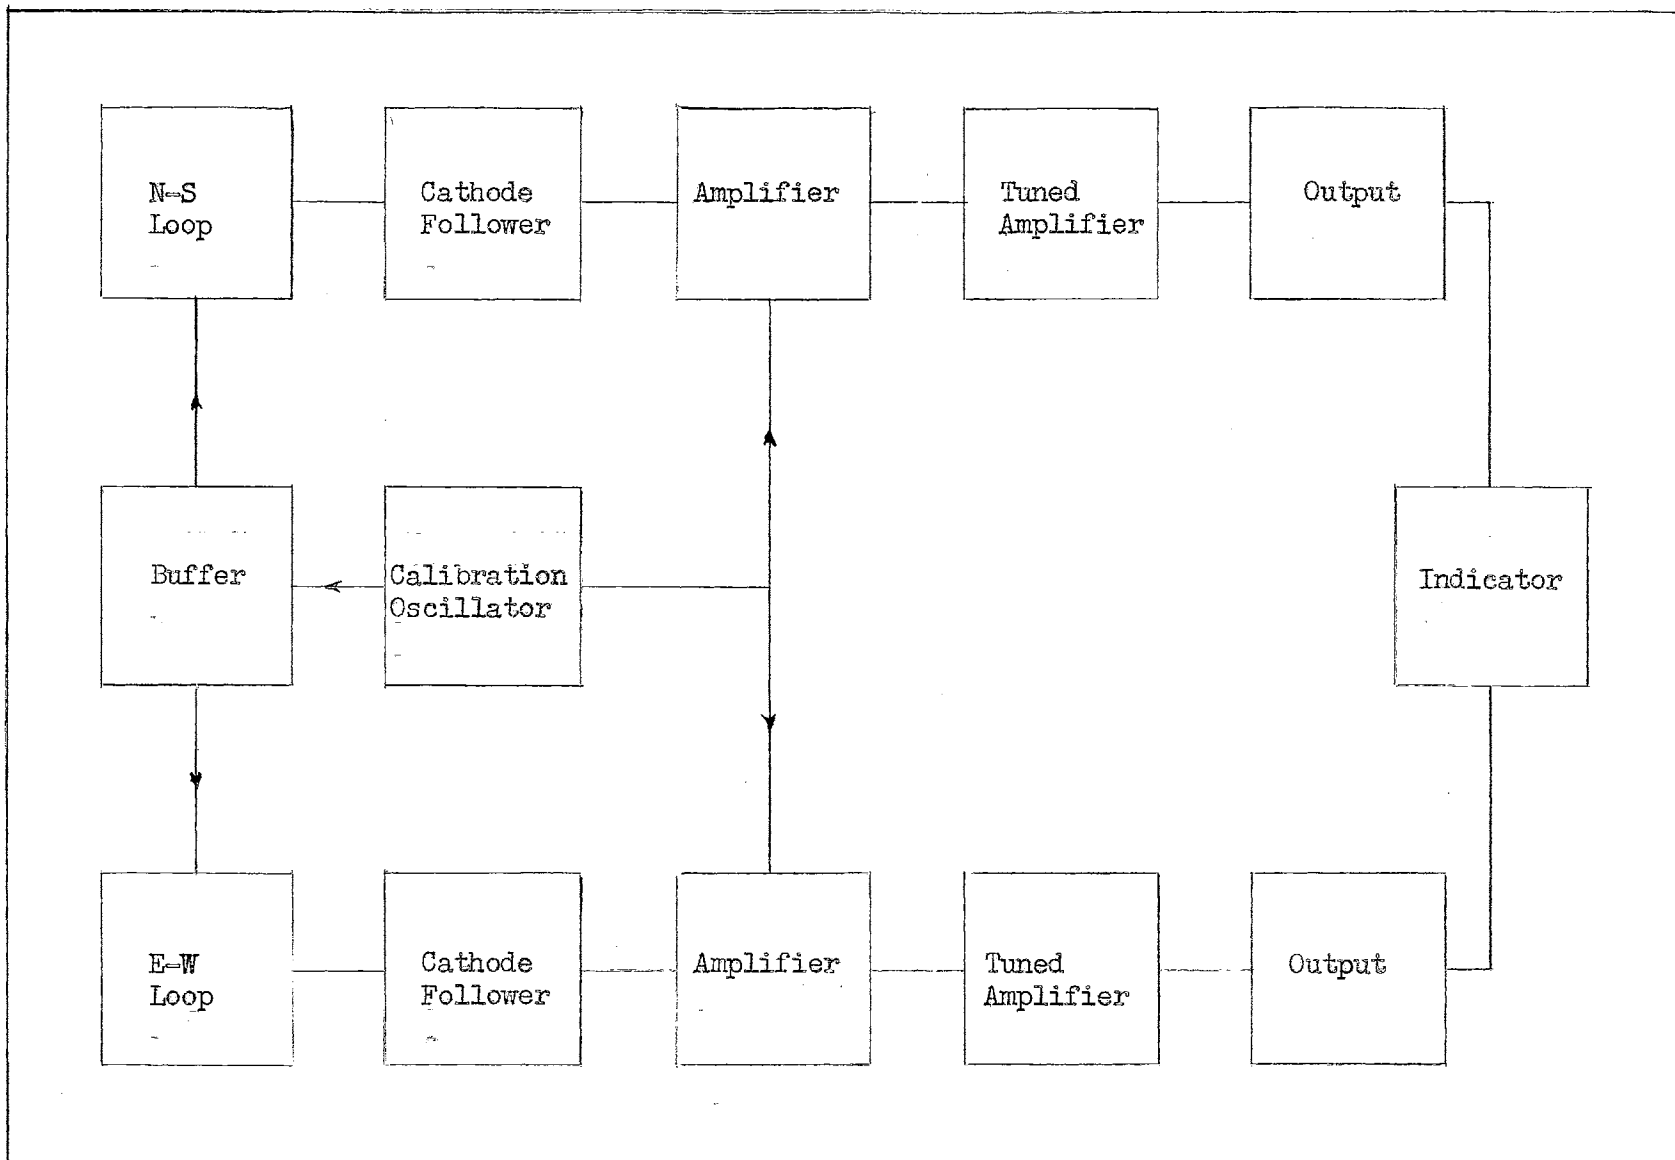 N-S
Loop
Cathode
Follower
Amplifier
Tuned
Amplifier
Output
Buffer
Calibration
Oscillator
Indicator
E-W
Loop
Cathode
Follower
Amplifier
Tuned
Amplifier
Output